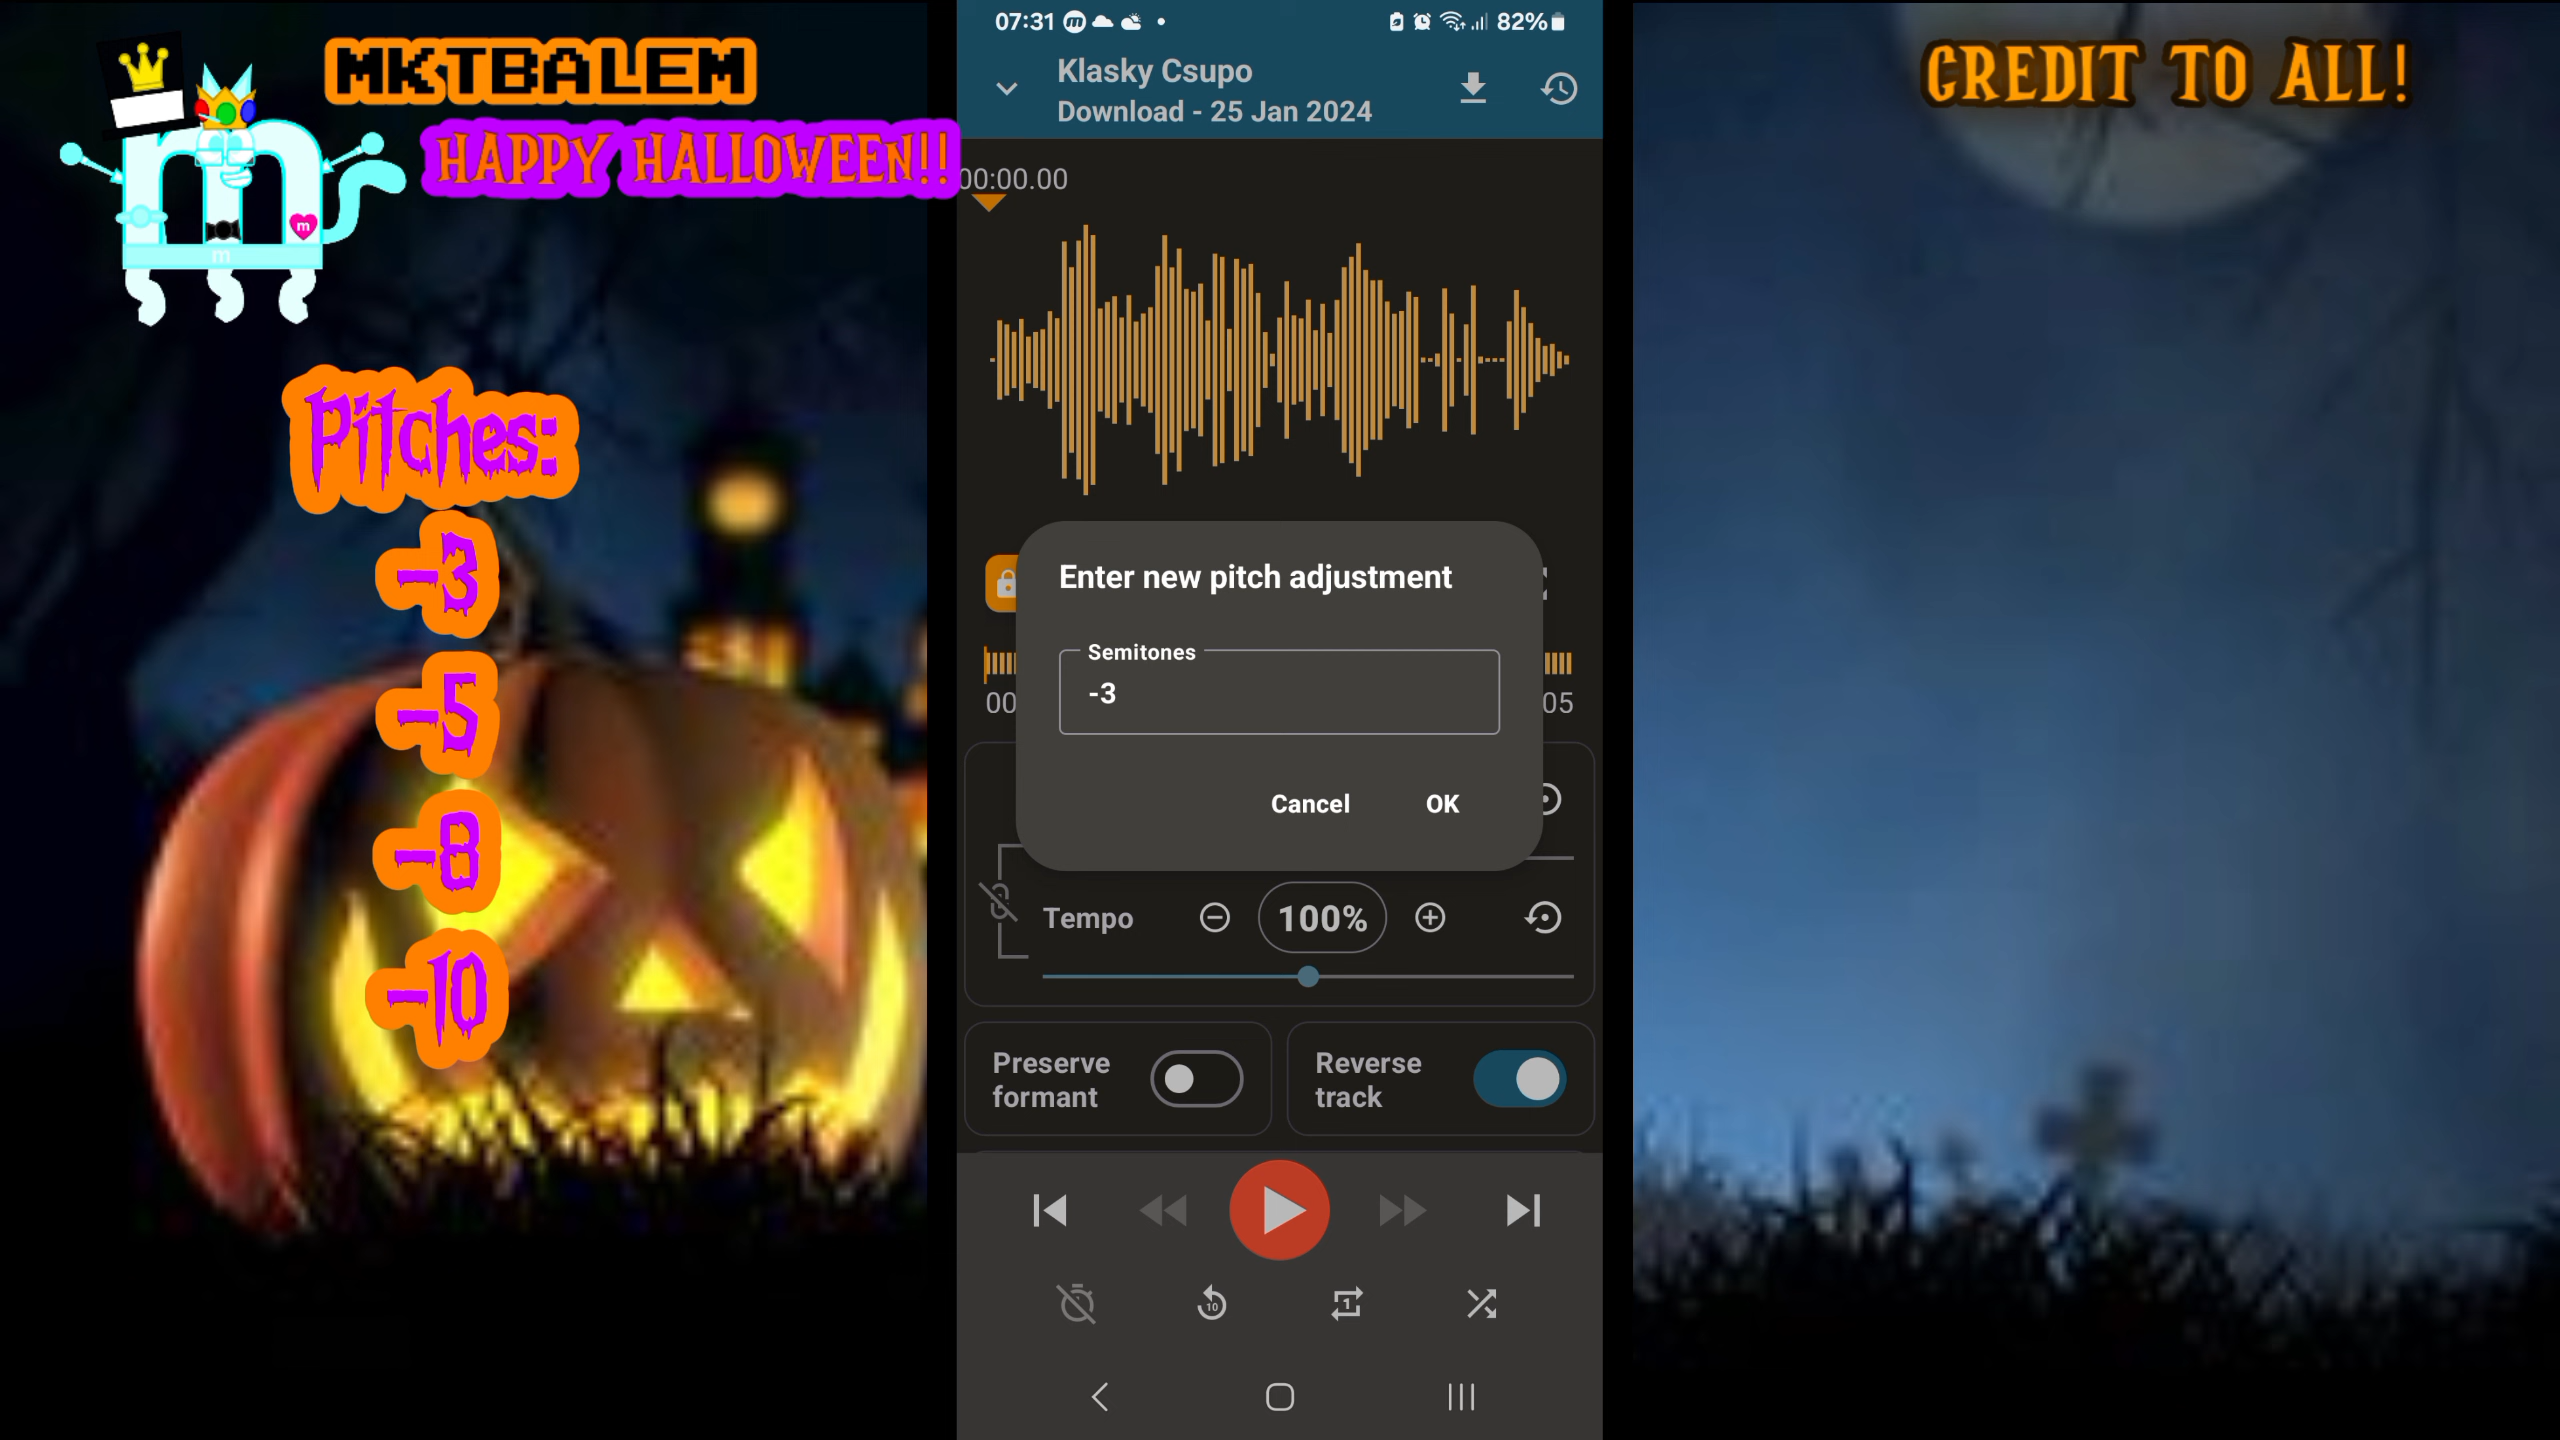 MKTBALEM
HAPPY HALLOWEEN!!
m
m
Pitches:
-3
-5
-8
-10
07:31
82%
Klasky Csupo
Download - 25 Jan 2024
00:00.00
Enter new pitch adjustment
Semitones
-3
Cancel
OK
00
05
Tempo
100%
Preserve
formant
Reverse
track
10
1
CREDIT TO ALL!